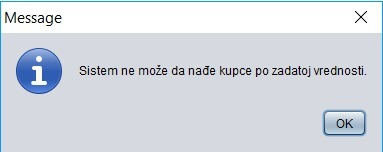 Message
Sistem ne može da nađe kupce po zadatoj vrednosti.
OK